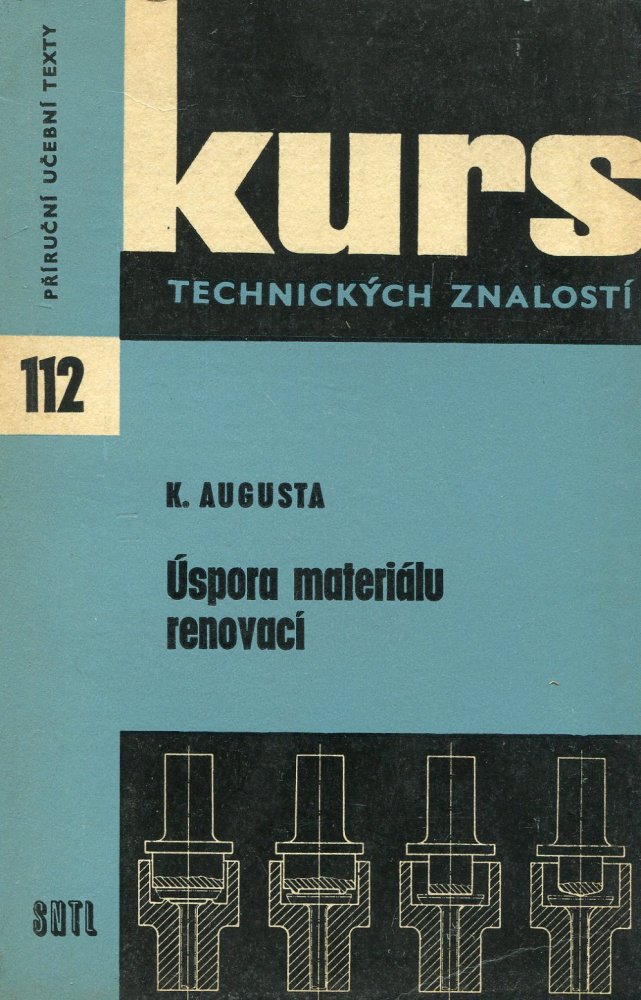 PŘÍRUČNÍ UČEBNÍ TEXTY
kurs
TECHNICKÝCH ZNALOSTÍ
112
K. AUGUSTA
Úspora materiálu
renovací
SNTL